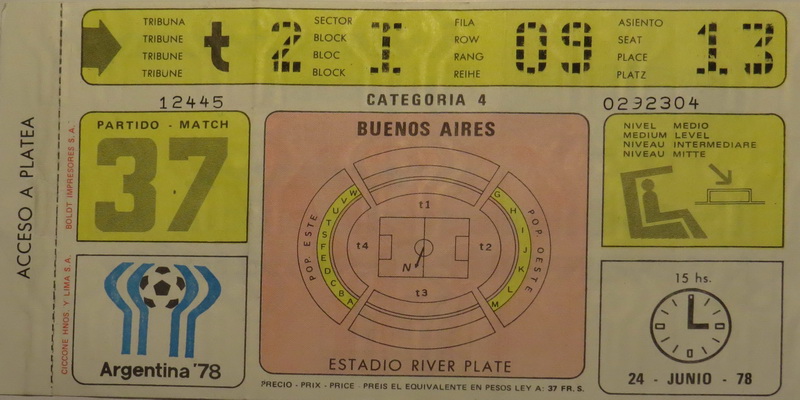 TRIBUNA
TRIBUNE
TRIBUNE
TRIBUNE
t 2
SECTOR
BLOCK
BLOC
BLOCK
I
FILA
ROW
RANG
REIHE
09
ASIENTO
SEAT
PLACE
PLATZ
13
12445
CATEGORIA 4
0292304
ACCESO A PLATEA
BOLDT IMPRESORES S.A.
CICCONE HNOS. Y LIMA S.A.
PARTIDO - MATCH
37
BUENOS AIRES
POP. ESTE
W
V
U
T
S
F
E
D
C
B
A
t1
t4
t2
t3
N
G
H
I
J
K
L
M
POP. OESTE
ESTADIO RIVER PLATE
NIVEL MEDIO
MEDIUM LEVEL
NIVEAU INTERMEDIARE
NIVEAU MITTE
Argentina '78
15 hs.
24 - JUNIO - 78
PRECIO - PRIX - PRICE - PREIS EL EQUIVALENTE EN PESOS LEY A: 37 FR. S.